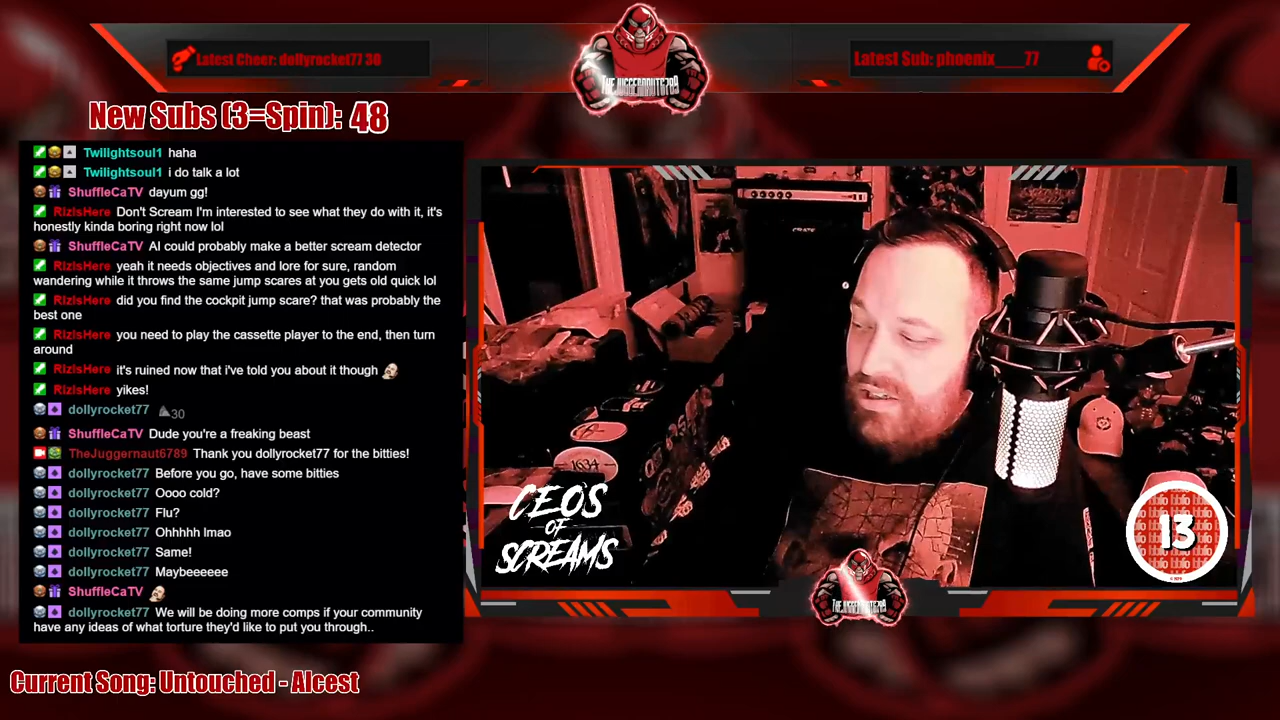 Latest Cheer: dollyrocket77 30
THEJUGGERNAUT6789
Latest Sub: phoenix___77
New Subs (3=Spin): 48
Twilightsoul1 haha
Twilightsoul1 i do talk a lot
ShuffleCaTV dayum gg!
RizIsHere Don't Scream I'm interested to see what they do with it, it's
honestly kinda boring right now lol
ShuffleCaTV AI could probably make a better scream detector
RizIsHere yeah it needs objectives and lore for sure, random
wandering while it throws the same jump scares at you gets old quick lol
RizIsHere did you find the cockpit jump scare? that was probably the
best one
RizIsHere you need to play the cassette player to the end, then turn
around
RizIsHere it's ruined now that i've told you about it though
RizIsHere yikes!
dollyrocket77 30
ShuffleCaTV Dude you're a freaking beast
TheJuggernaut6789 Thank you dollyrocket77 for the bitties!
dollyrocket77 Before you go, have some bitties
dollyrocket77 Oooo cold?
dollyrocket77 Flu?
dollyrocket77 Ohhhhh lmao
dollyrocket77 Same!
dollyrocket77 Maybeeeeee
ShuffleCaTV
dollyrocket77 We will be doing more comps if your community
have any ideas of what torture they'd like to put you through..
CRATE
1634
CEOS
OF
SCREAMS
13
THEJUGGERNAUT6789
Current Song: Untouched - Alcest